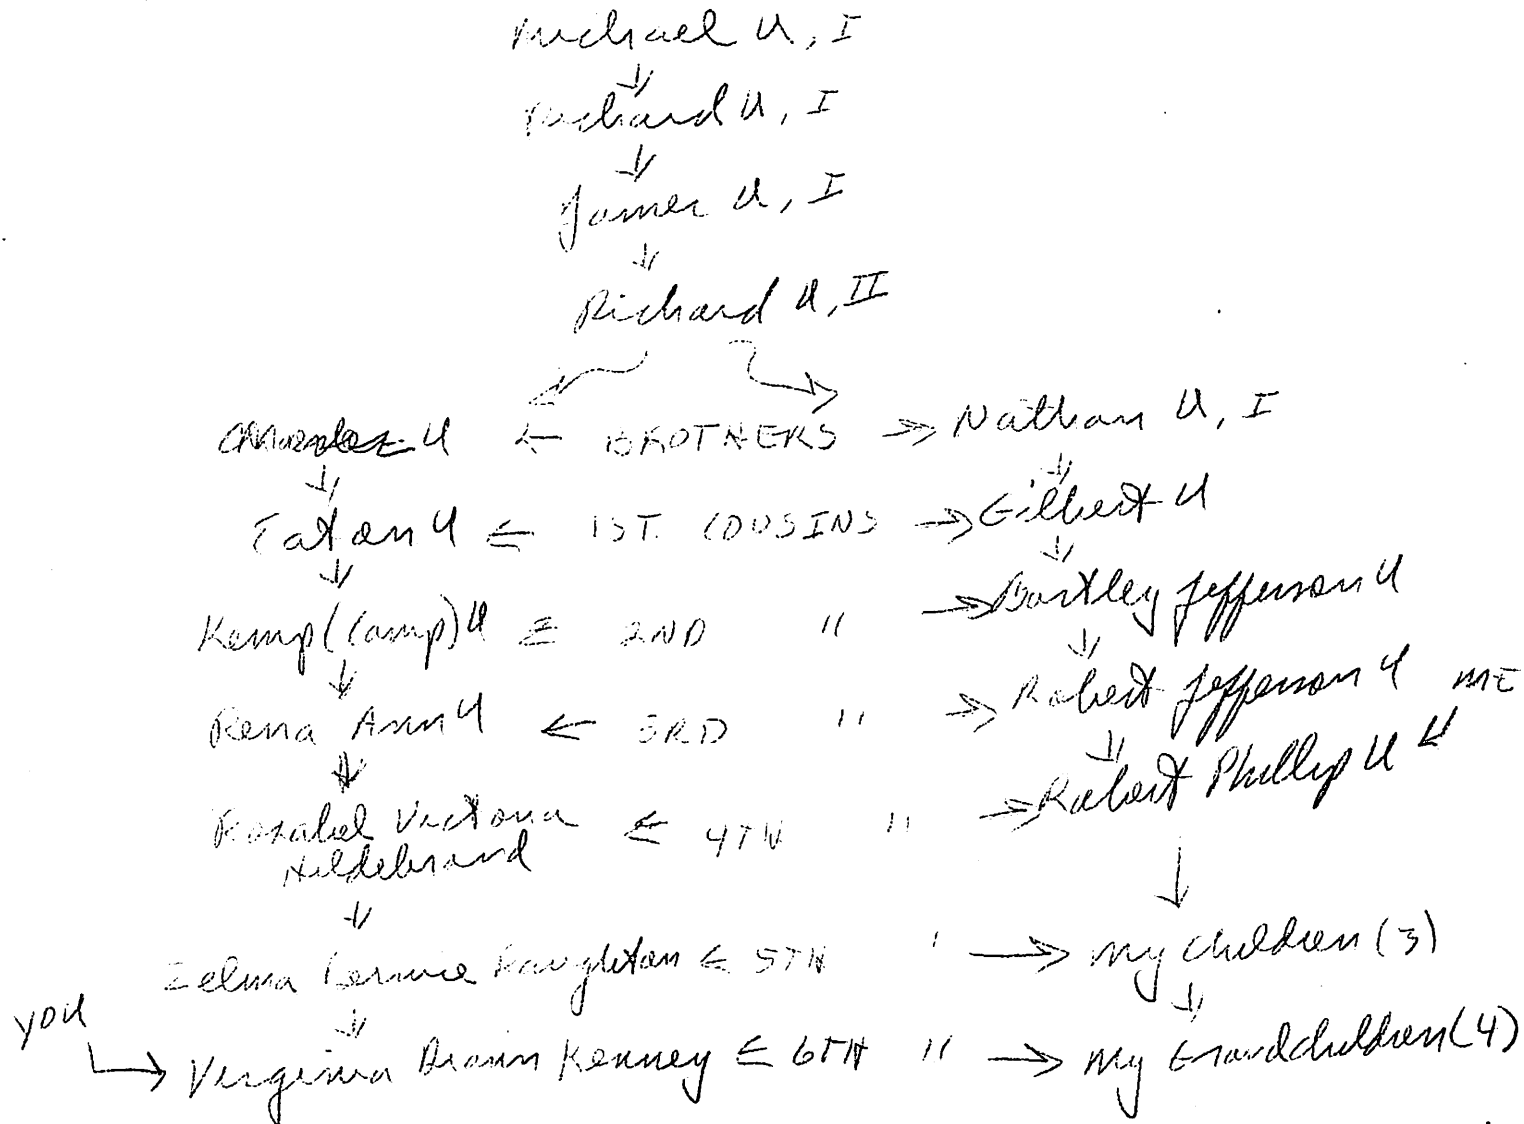 Michael U, I
Richard U, I
James U, I
Richard U, II
U ← BROTHERS → Nathan U, I
Eaton U ← 1ST. COUSINS → Gilbert U
Kemp (Camp) U ← 2ND " → Bartley Jefferson U
Rena Ann U ← 3RD " → Robert Jefferson U ME
Rosabel Victoria ← 4TH " → Robert Phillip U
Hildebrand
Zelma ← 5TH " → my children (3)
YOU
Virginia Kenney ← 6TH " → my Grandchildren (4)